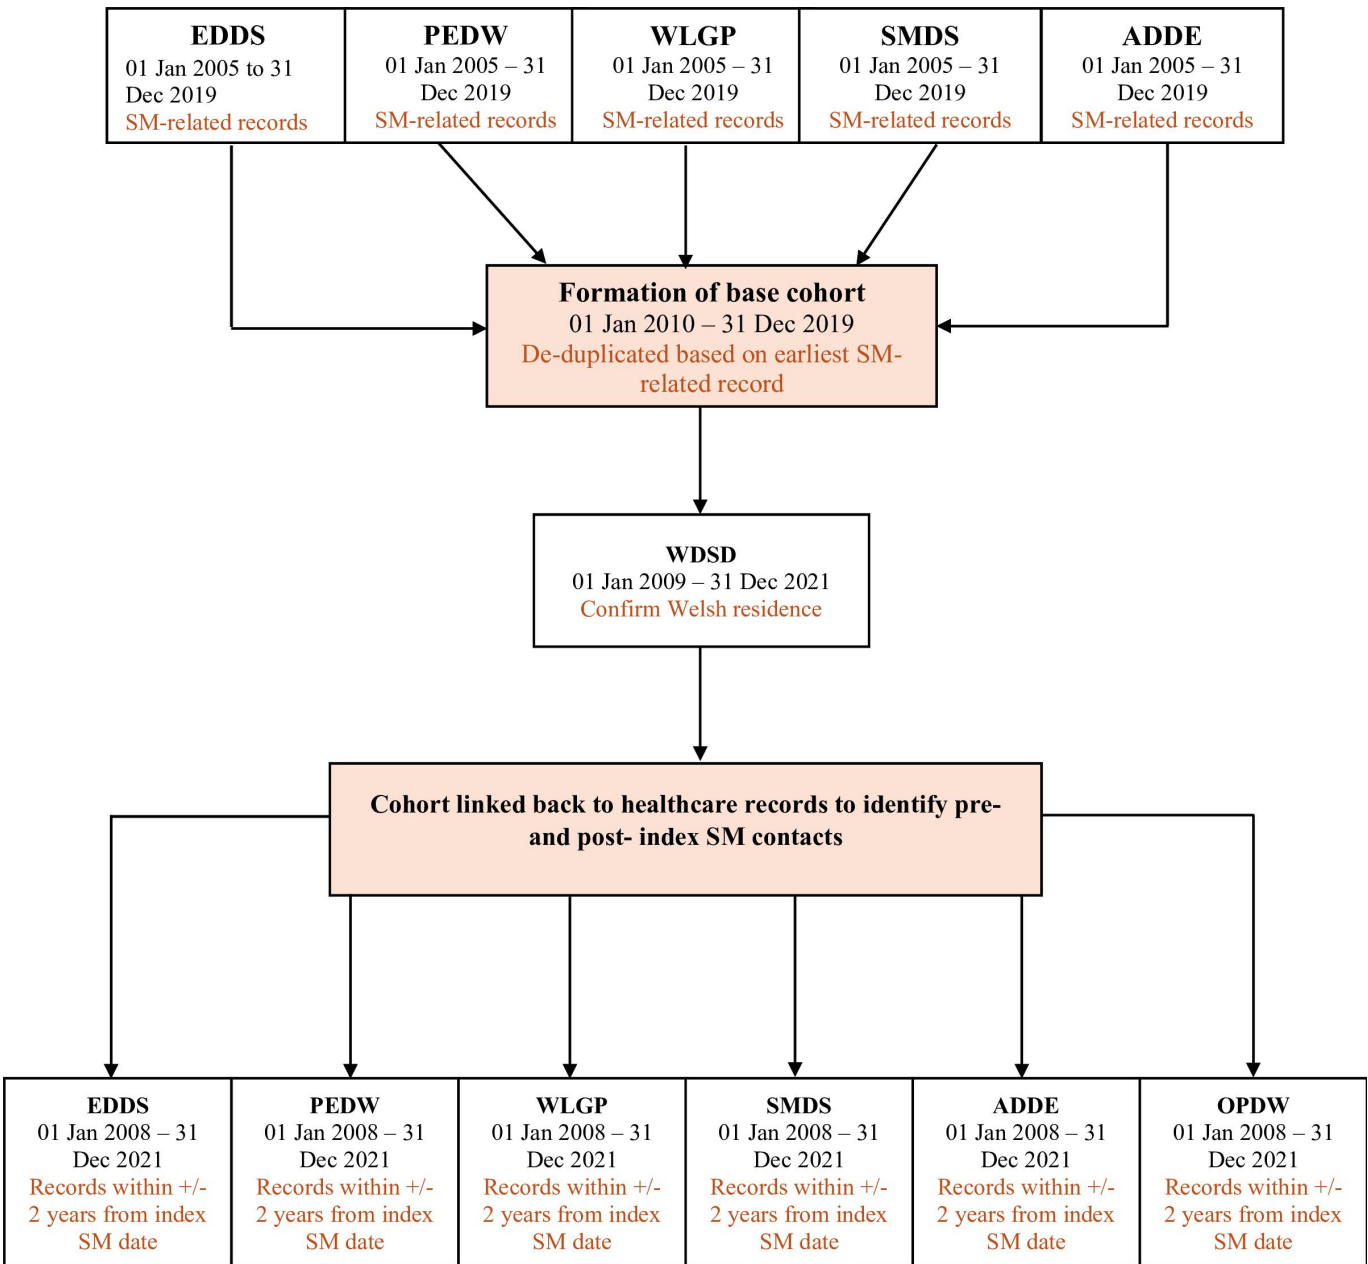 EDDS
01 Jan 2005 to 31
Dec 2019
SM-related records
PEDW
01 Jan 2005 – 31
Dec 2019
SM-related records
WLGP
01 Jan 2005 – 31
Dec 2019
SM-related records
SMDS
01 Jan 2005 – 31
Dec 2019
SM-related records
ADDE
01 Jan 2005 – 31
Dec 2019
SM-related records
Formation of base cohort
01 Jan 2010 – 31 Dec 2019
De-duplicated based on earliest SM-
related record
WDSD
01 Jan 2009 – 31 Dec 2021
Confirm Welsh residence
Cohort linked back to healthcare records to identify pre-
and post- index SM contacts
EDDS
01 Jan 2008 – 31
Dec 2021
Records within +/-
2 years from index
SM date
PEDW
01 Jan 2008 – 31
Dec 2021
Records within +/-
2 years from index
SM date
WLGP
01 Jan 2008 – 31
Dec 2021
Records within +/-
2 years from index
SM date
SMDS
01 Jan 2008 – 31
Dec 2021
Records within +/-
2 years from index
SM date
ADDE
01 Jan 2008 – 31
Dec 2021
Records within +/-
2 years from index
SM date
OPDW
01 Jan 2008 – 31
Dec 2021
Records within +/-
2 years from index
SM date